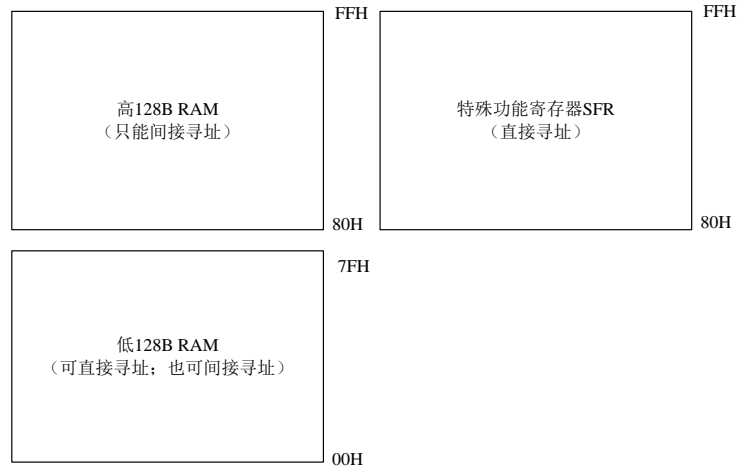 FFH
FFH
高128B RAM
（只能间接寻址）
特殊功能寄存器SFR
（直接寻址）
80H
80H
7FH
低128B RAM
（可直接寻址；也可间接寻址）
00H